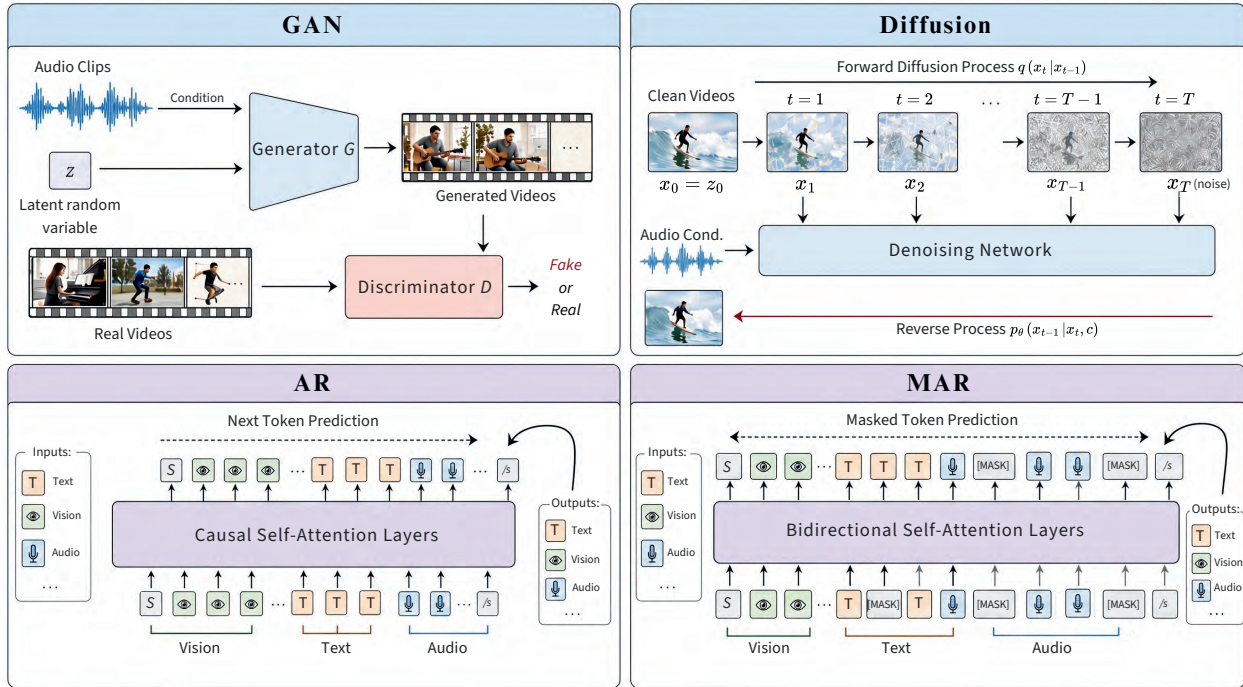 GAN
Audio Clips
Condition
Generator G
Z
Latent random
variable
...
Generated Videos
...
Real Videos
Discriminator D
Fake
or
Real
Diffusion
Forward Diffusion Process q(x_t|x_{t−1})
Clean Videos
t = 1
t = 2
...
t = T − 1
t = T
x_0 = z_0
x_1
x_2
x_{T−1}
x_T (noise)
Audio Cond.
Denoising Network
Reverse Process p_θ(x_{t−1}|x_t, c)
AR
Next Token Prediction
Inputs:
T Text
Vision
Audio
...
S ... T T T ... /s
Causal Self-Attention Layers
S ... T T T ... /s
Vision Text Audio
Outputs:
T Text
Vision
Audio
...
MAR
Masked Token Prediction
Inputs:
T Text
Vision
Audio
...
S ... T T T [MASK] [MASK] /s
Bidirectional Self-Attention Layers
S ... T [MASK] T [MASK] [MASK] /s
Vision Text Audio
Outputs:
T Text
Vision
Audio
...